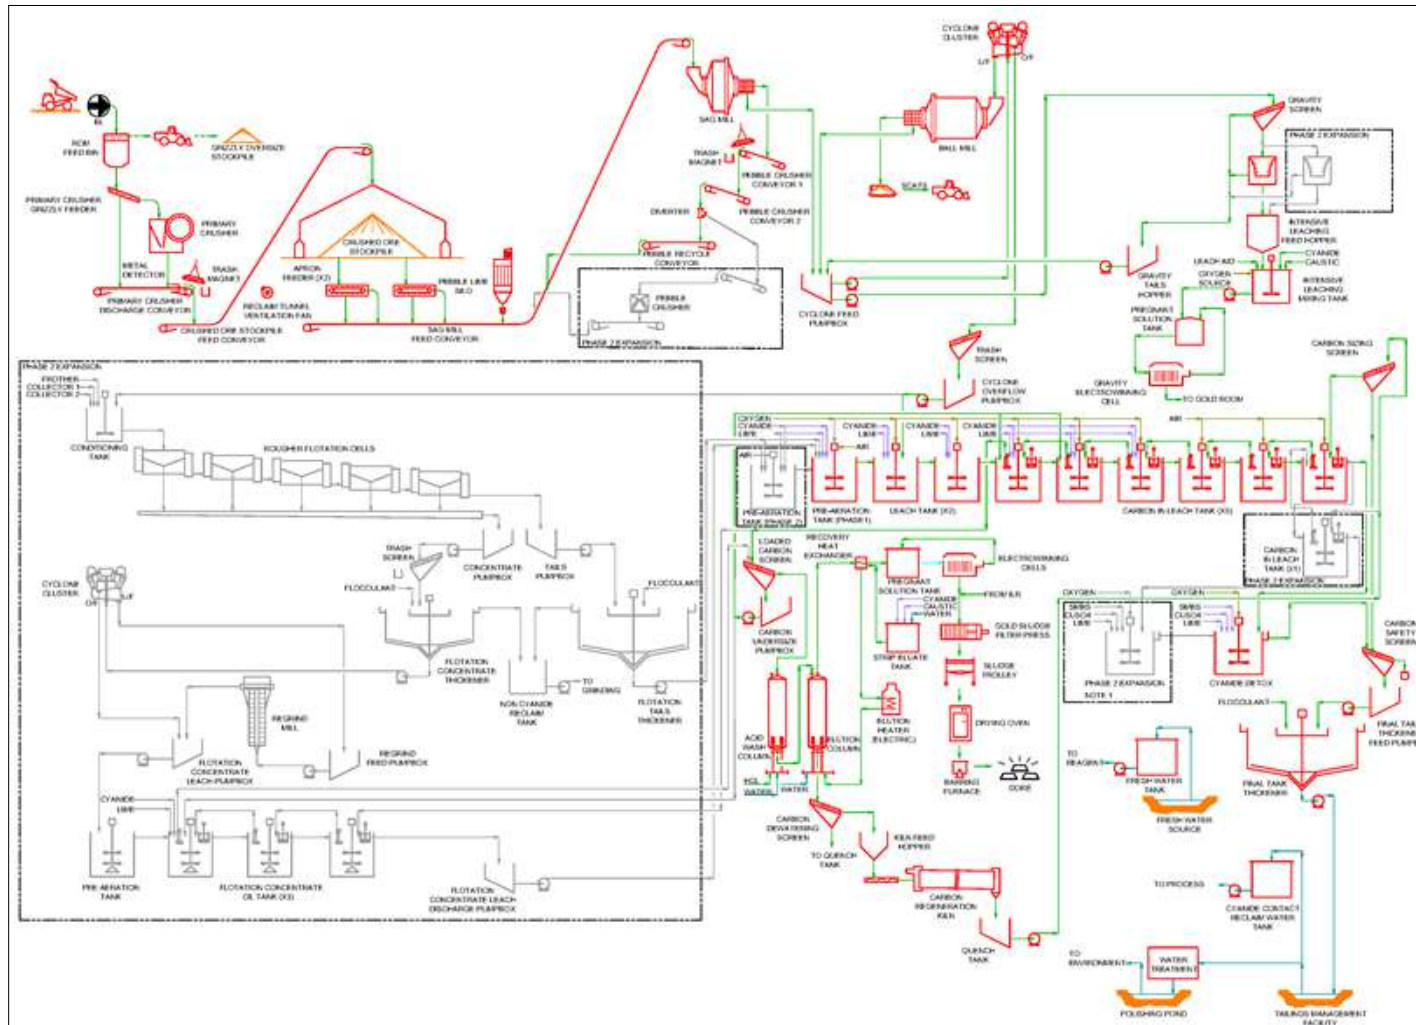 ROM
FEED BIN
GRIZZLY OVERSIZE
STOCKPILE
PRIMARY CRUSHER
GRIZZLY FEEDER
PRIMARY
CRUSHER
METAL
DETECTOR
TRASH
MAGNET
PRIMARY CRUSHER
DISCHARGE CONVEYOR
CRUSHED ORE STOCKPILE
FEED CONVEYOR
RECLAIM TUNNEL
VENTILATION FAN
CRUSHED ORE
STOCKPILE
APRON
FEEDER (X2)
PEBBLE LIME
SILO
SAG MILL
FEED CONVEYOR
SAG MILL
TRASH
MAGNET
PEBBLE CRUSHER
CONVEYOR 1
PEBBLE CRUSHER
CONVEYOR 2
DIVERTER
PEBBLE RECYCLE
CONVEYOR
PEBBLE
CRUSHER
PHASE 2 EXPANSION
CYCLONE
CLUSTER
U/F
O/F
BALL MILL
SCATS
CYCLONE FEED
PUMPBOX
GRAVITY
SCREEN
PHASE 2 EXPANSION
INTENSIVE
LEACHING
FEED HOPPER
LEACH AID
CYANIDE
CAUSTIC
OXYGEN
SOURCE
INTENSIVE
LEACHING
MIXING TANK
GRAVITY
TAILS
HOPPER
PREGNANT
SOLUTION
TANK
GRAVITY
ELECTROWINNING
CELL
TO GOLD ROOM
CARBON SIZING
SCREEN
TRASH
SCREEN
CYCLONE
OVERFLOW
PUMPBOX
PHASE 2 EXPANSION
FROTHER
COLLECTOR 1
COLLECTOR 2
CONDITIONING
TANK
ROUGHER FLOTATION CELLS
TRASH
SCREEN
CONCENTRATE
PUMPBOX
TAILS
PUMPBOX
FLOCCULANT
FLOCCULANT
CYCLONE
CLUSTER
O/F
U/F
FLOTATION
CONCENTRATE
THICKENER
TO
GRINDING
NON CYANIDE
RECLAIM
TANK
FLOTATION
TAILS
THICKENER
REGRIND
MILL
FLOTATION
CONCENTRATE
LEACH PUMPBOX
REGRIND
FEED PUMPBOX
CYANIDE
LIME
PRE-AERATION
TANK
FLOTATION CONCENTRATE
CIL TANK (X3)
FLOTATION
CONCENTRATE LEACH
DISCHARGE PUMPBOX
OXYGEN
CYANIDE
LIME
AIR
CYANIDE
LIME
CYANIDE
LIME
CYANIDE
LIME
AIR
AIR
PRE-AERATION
TANK (PHASE 2)
PRE-AERATION
TANK (PHASE 1)
LEACH TANK (X2)
CARBON IN-LEACH TANK (X6)
CARBON
IN LEACH
TANK (X1)
PHASE 2 EXPANSION
LOADED
CARBON
SCREEN
RECOVERY
HEAT
EXCHANGER
PREGNANT
SOLUTION TANK
ELECTROWINNING
CELLS
CYANIDE
CAUSTIC
WATER
STRIP ELUATE
TANK
GOLD SLUDGE
FILTER PRESS
SLUDGE
TROLLEY
DRYING OVEN
BARRING
FURNACE
DORE
CARBON
UNDERSIZE
PUMPBOX
ACID
WASH
COLUMN
ELUTION
COLUMN
ELUTION
HEATER
(ELECTRIC)
HCL
WATER
WATER
CARBON
DEWATERING
SCREEN
TO QUENCH
TANK
KILN FEED
HOPPER
CARBON
REGENERATION
KILN
QUENCH
TANK
OXYGEN
SMBS
CUSO4
LIME
PHASE 2 EXPANSION
NOTE 1
OXYGEN
SMBS
CUSO4
LIME
CYANIDE DETOX
CARBON
SAFETY
SCREEN
FLOCCULANT
FINAL TAIL
THICKENER
FEED PUMPBOX
FINAL TANK
THICKENER
TO
REAGENT
FRESH WATER
TANK
FRESH WATER
SOURCE
TO PROCESS
CYANIDE CONTACT
RECLAIM WATER
TANK
TO
ENVIRONMENT
WATER
TREATMENT
POLISHING POND
TAILINGS MANAGEMENT
FACILITY